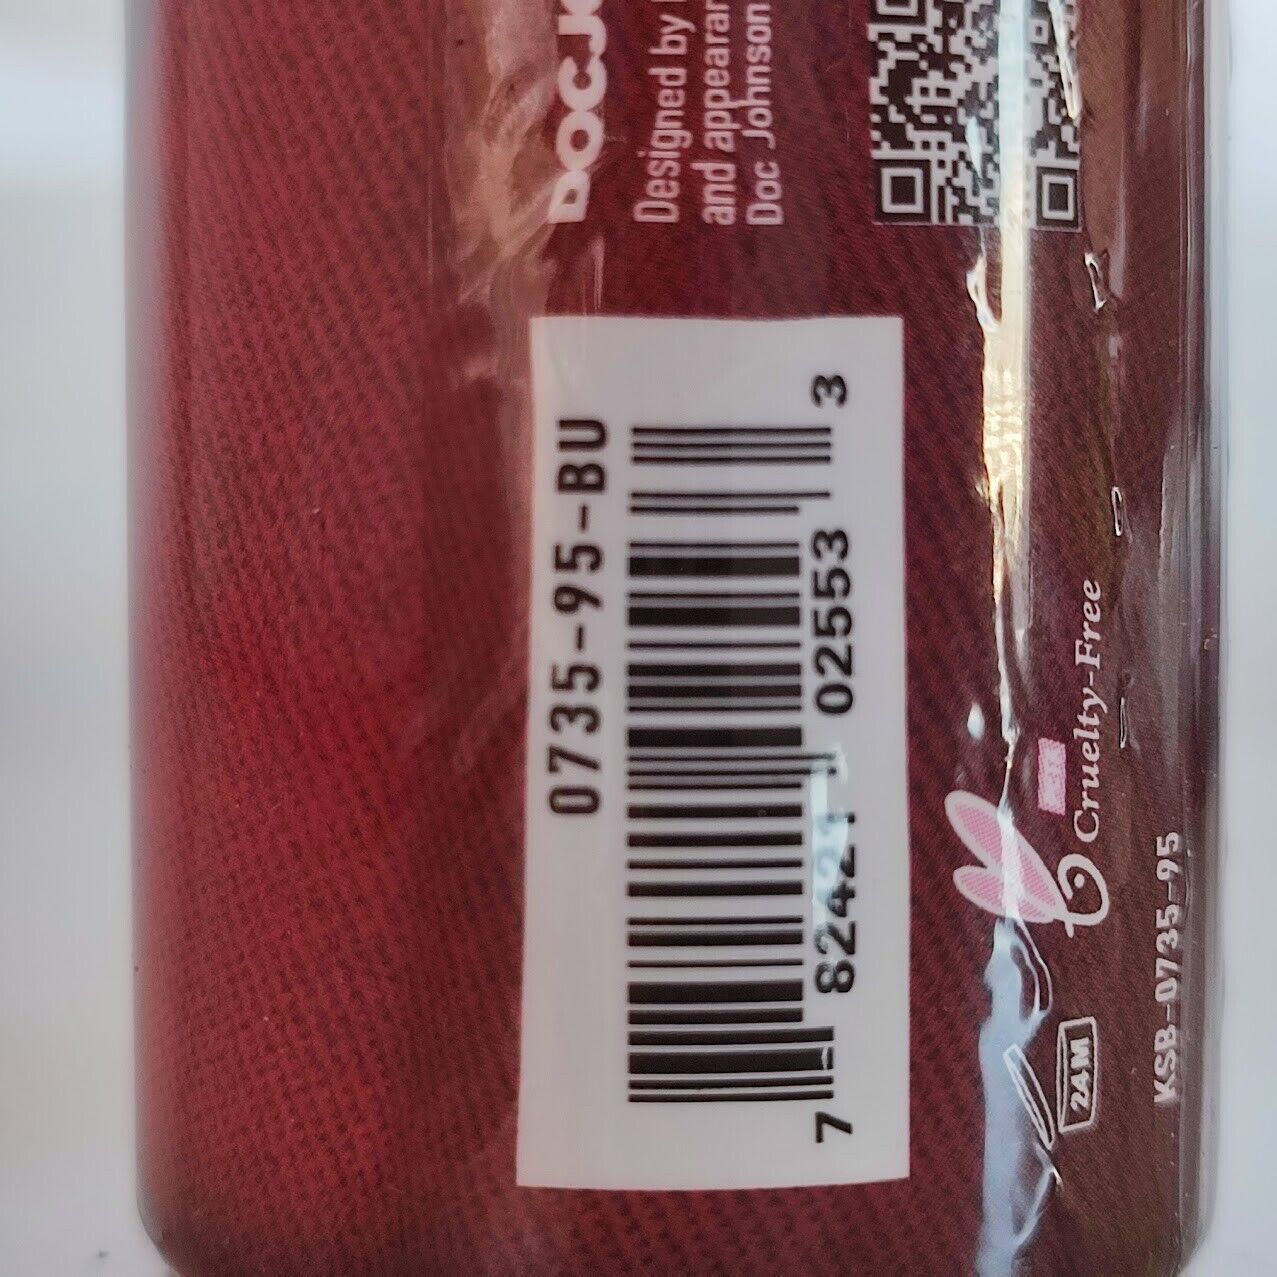 DOCJO
Designed by
and appearan
Doc Johnson
0735-95-BU
7 82421 02553 3
Cruelty-Free
24M
KSB-0735-95